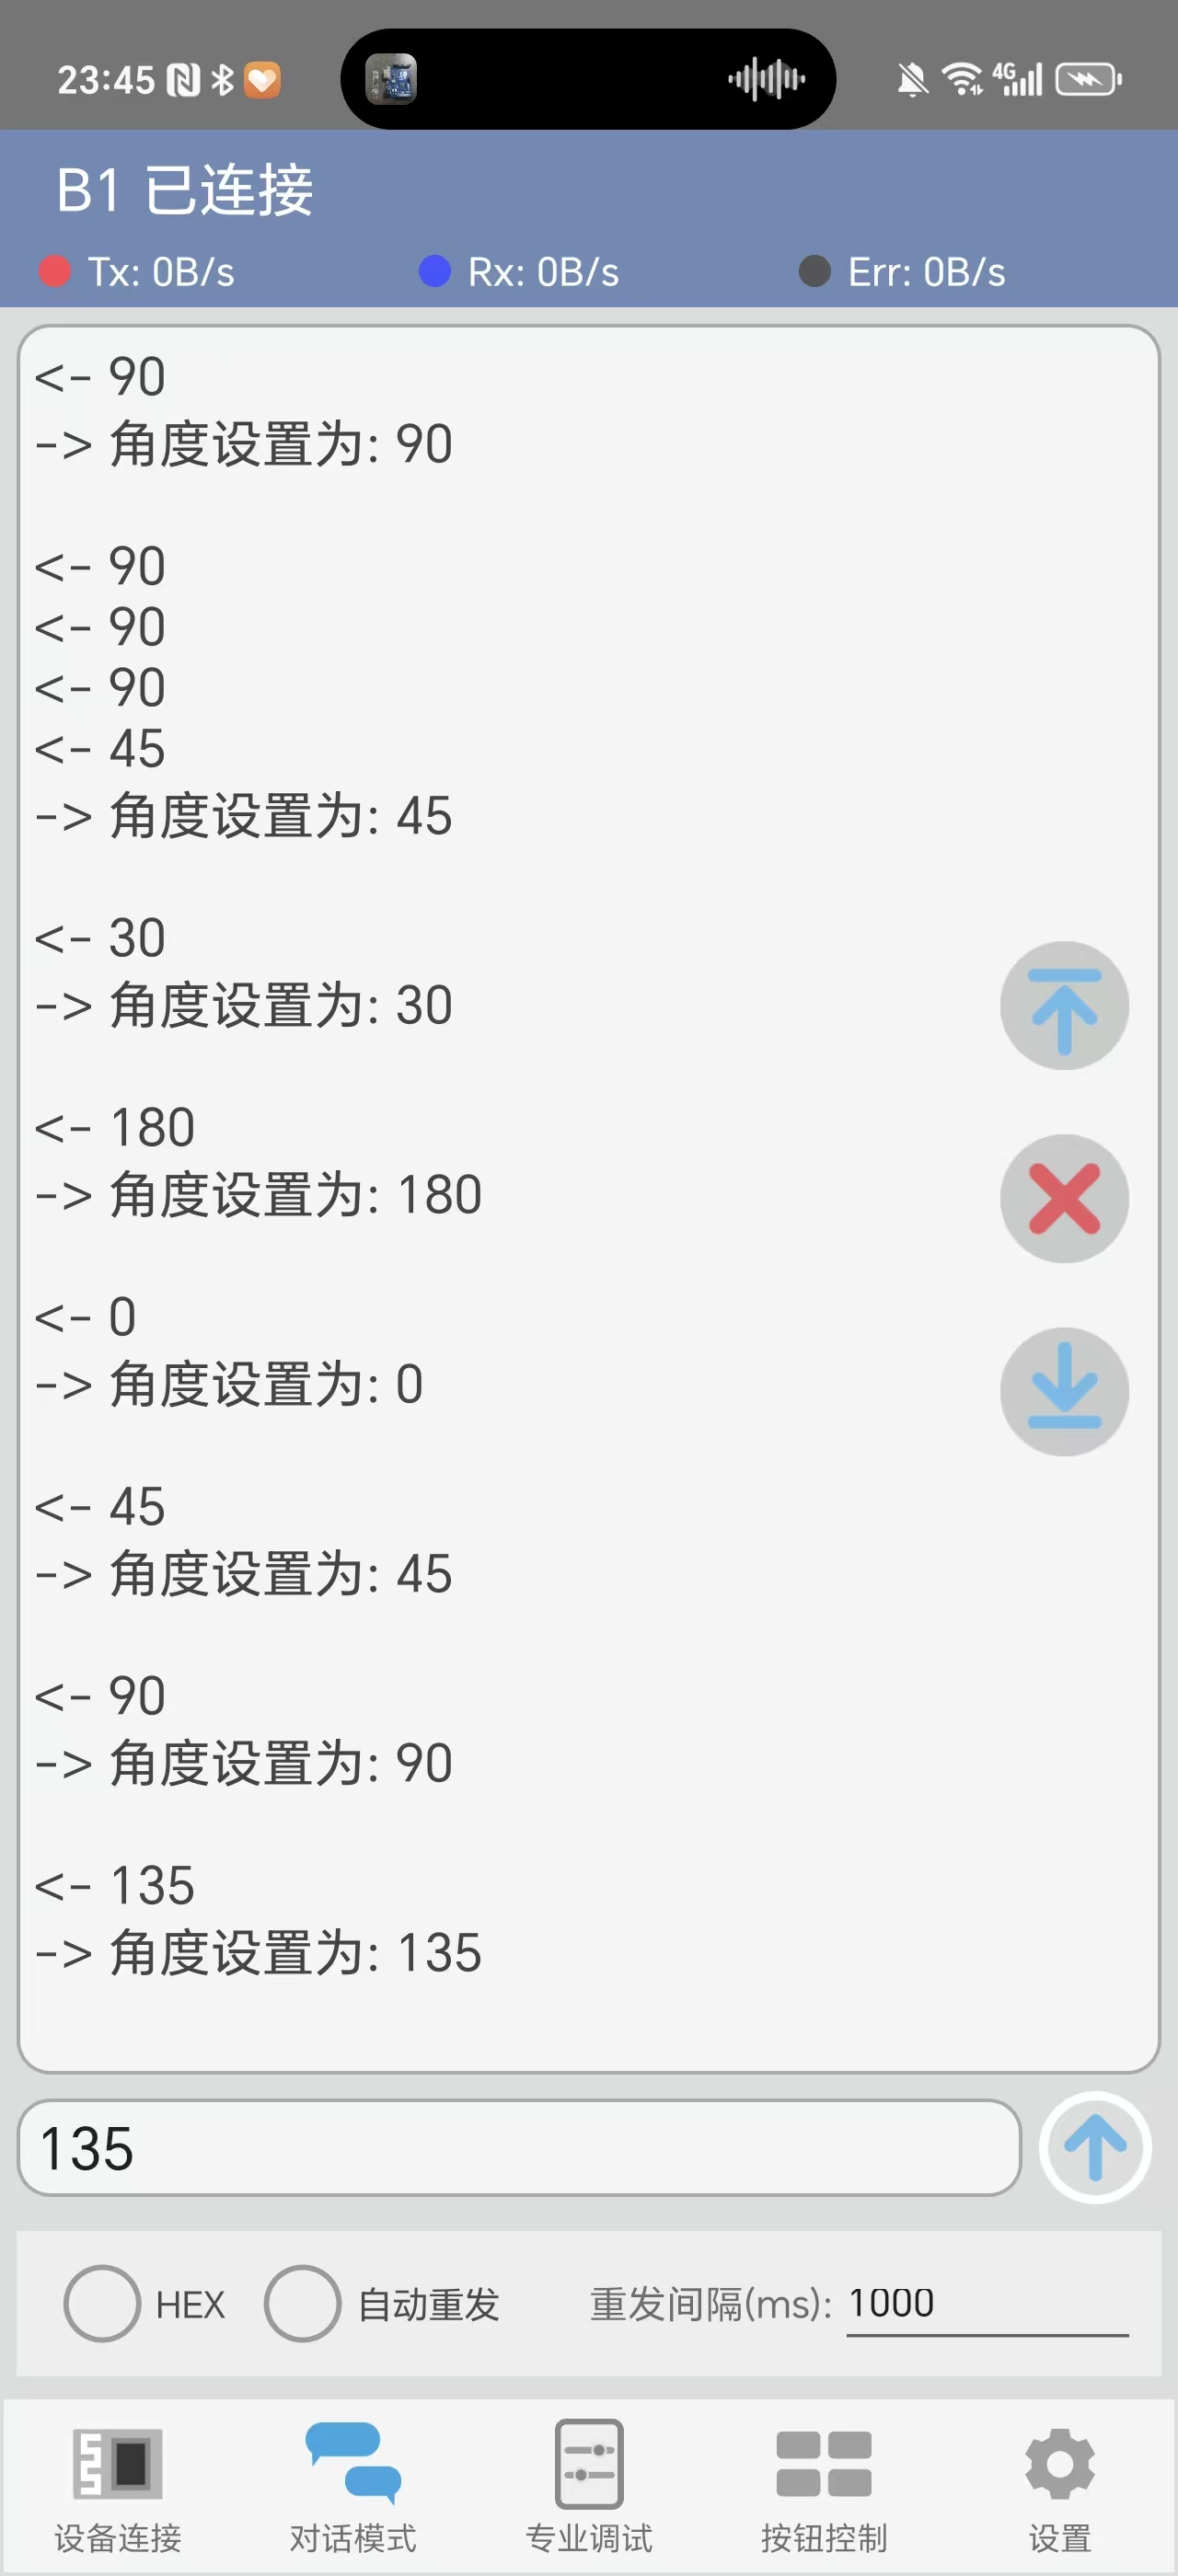 23:45
4G
B1 已连接
Tx: 0B/s
Rx: 0B/s
Err: 0B/s
<- 90
-> 角度设置为: 90
<- 90
<- 90
<- 90
<- 45
-> 角度设置为: 45
<- 30
-> 角度设置为: 30
<- 180
-> 角度设置为: 180
<- 0
-> 角度设置为: 0
<- 45
-> 角度设置为: 45
<- 90
-> 角度设置为: 90
<- 135
-> 角度设置为: 135
135
HEX
自动重发
重发间隔(ms): 1000
设备连接
对话模式
专业调试
按钮控制
设置